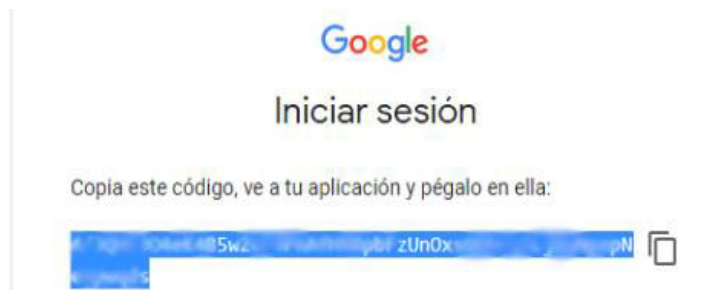 Google
Iniciar sesión
Copia este código, ve a tu aplicación y pégalo en ella: